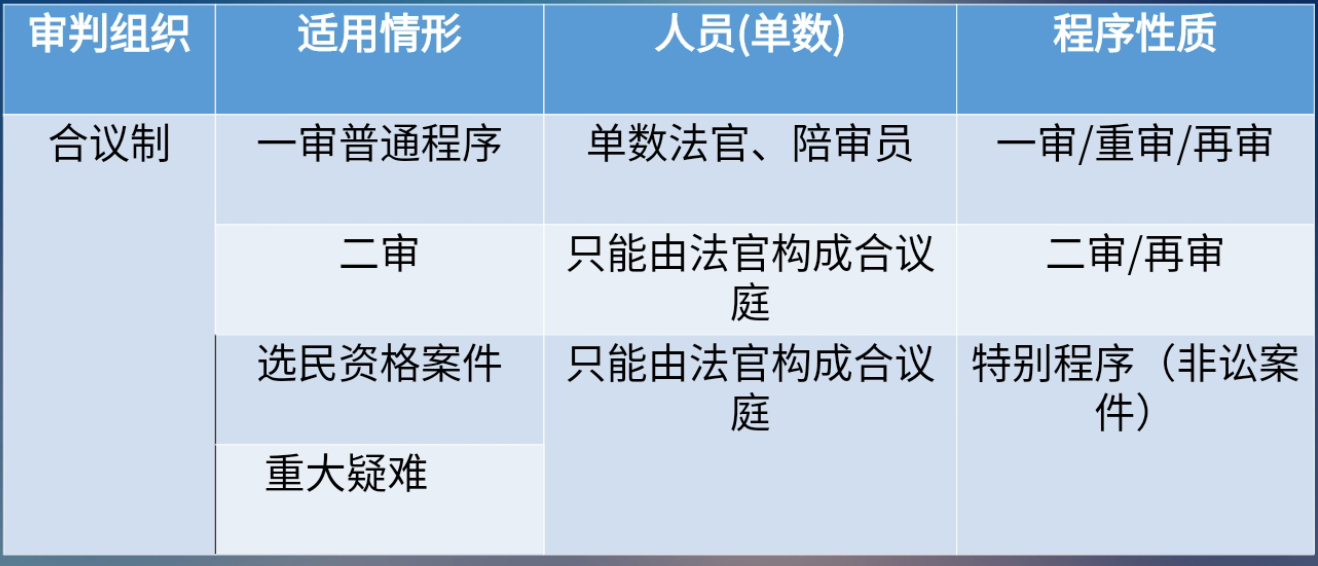 审判组织 适用情形 人员(单数) 程序性质
合议制 一审普通程序 单数法官、陪审员 一审/重审/再审
二审 只能由法官构成合议 二审/再审
庭
选民资格案件 只能由法官构成合议 特别程序（非讼案
庭 件）
重大疑难